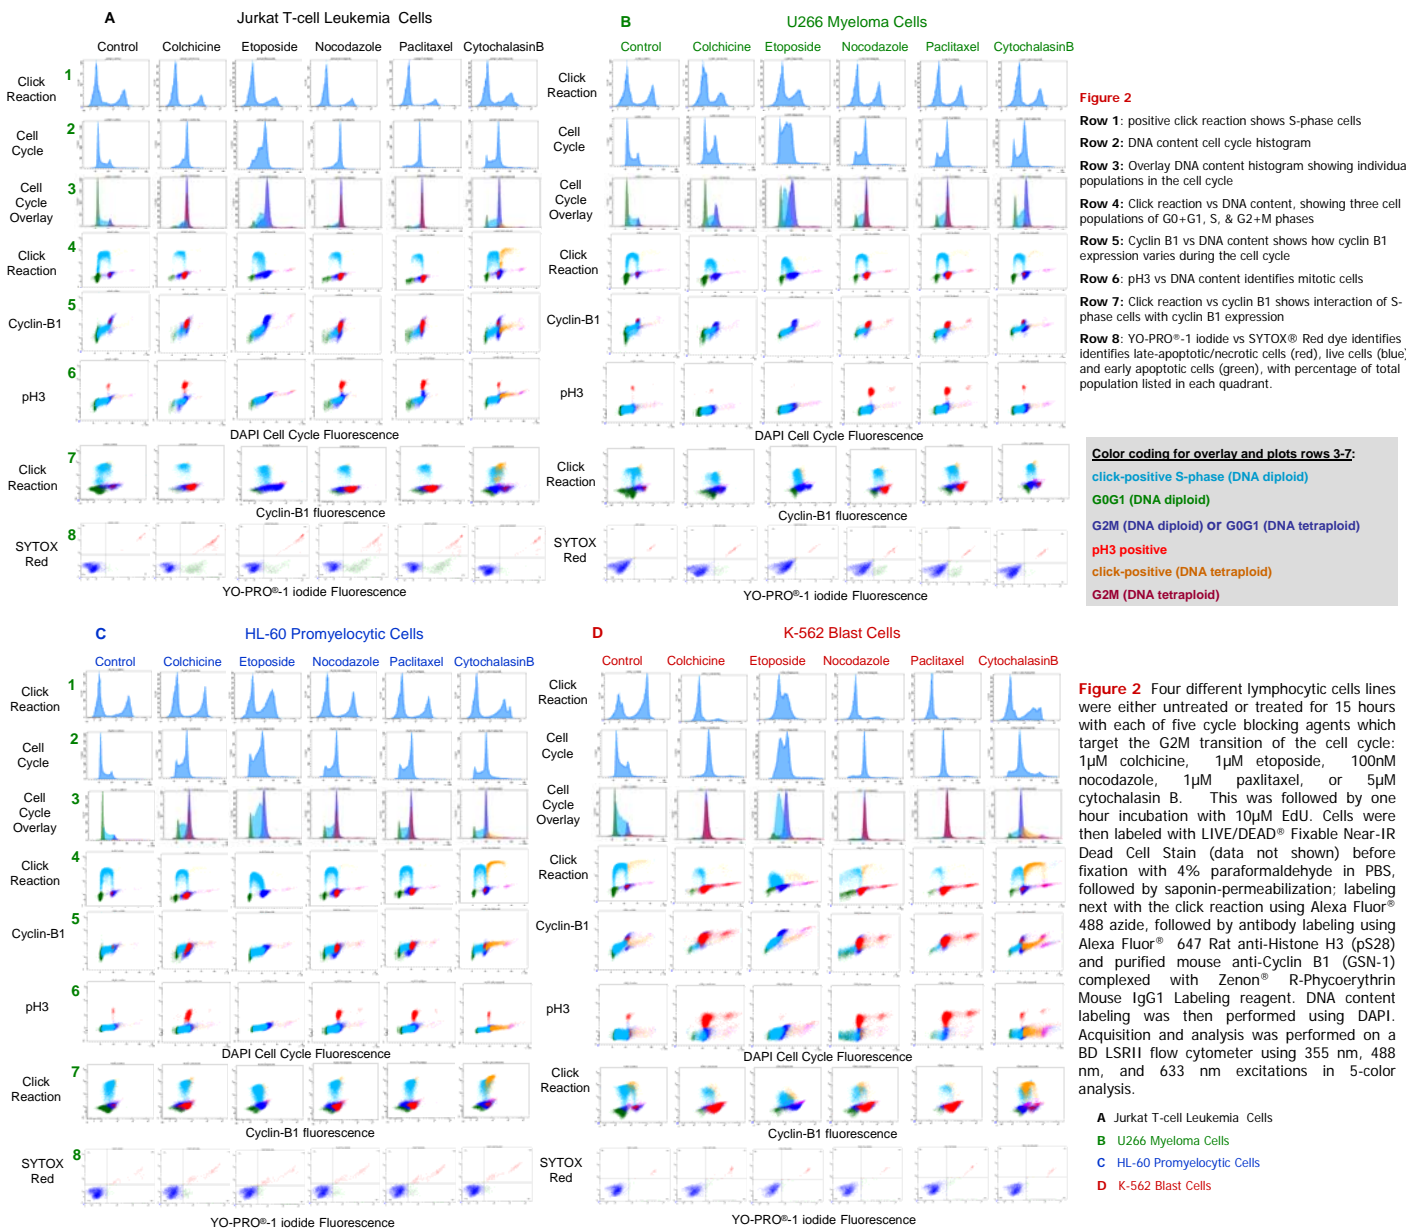 A Jurkat T-cell Leukemia Cells
Control Colchicine Etoposide Nocodazole Paclitaxel CytochalasinB
1 Click
Reaction
2 Cell
Cycle
3 Cell
Cycle
Overlay
4 Click
Reaction
5 Cyclin-B1
6 pH3
DAPI Cell Cycle Fluorescence
7 Click
Reaction
Cyclin-B1 fluorescence
8 SYTOX
Red
YO-PRO®-1 iodide Fluorescence
B U266 Myeloma Cells
Control Colchicine Etoposide Nocodazole Paclitaxel CytochalasinB
Click
Reaction
Cell
Cycle
Cell
Cycle
Overlay
Click
Reaction
Cyclin-B1
pH3
DAPI Cell Cycle Fluorescence
Click
Reaction
Cyclin-B1 fluorescence
SYTOX
Red
YO-PRO®-1 iodide Fluorescence
Figure 2
Row 1: positive click reaction shows S-phase cells
Row 2: DNA content cell cycle histogram
Row 3: Overlay DNA content histogram showing individua
populations in the cell cycle
Row 4: Click reaction vs DNA content, showing three cell
populations of G0+G1, S, & G2+M phases
Row 5: Cyclin B1 vs DNA content shows how cyclin B1
expression varies during the cell cycle
Row 6: pH3 vs DNA content identifies mitotic cells
Row 7: Click reaction vs cyclin B1 shows interaction of S-
phase cells with cyclin B1 expression
Row 8: YO-PRO®-1 iodide vs SYTOX® Red dye identifies
identifies late-apoptotic/necrotic cells (red), live cells (blue)
and early apoptotic cells (green), with percentage of total
population listed in each quadrant.
Color coding for overlay and plots rows 3-7:
click-positive S-phase (DNA diploid)
G0G1 (DNA diploid)
G2M (DNA diploid) or G0G1 (DNA tetraploid)
pH3 positive
click-positive (DNA tetraploid)
G2M (DNA tetraploid)
C HL-60 Promyelocytic Cells
Control Colchicine Etoposide Nocodazole Paclitaxel CytochalasinB
1 Click
Reaction
2 Cell
Cycle
3 Cell
Cycle
Overlay
4 Click
Reaction
5 Cyclin-B1
6 pH3
DAPI Cell Cycle Fluorescence
7 Click
Reaction
Cyclin-B1 fluorescence
8 SYTOX
Red
YO-PRO®-1 iodide Fluorescence
D K-562 Blast Cells
Control Colchicine Etoposide Nocodazole Paclitaxel CytochalasinB
Click
Reaction
Cell
Cycle
Cell
Cycle
Overlay
Click
Reaction
Cyclin-B1
pH3
DAPI Cell Cycle Fluorescence
Click
Reaction
Cyclin-B1 fluorescence
SYTOX
Red
YO-PRO®-1 iodide Fluorescence
Figure 2 Four different lymphocytic cells lines
were either untreated or treated for 15 hours
with each of five cycle blocking agents which
target the G2M transition of the cell cycle:
1µM colchicine, 1µM etoposide, 100nM
nocodazole, 1µM paxlitaxel, or 5µM
cytochalasin B. This was followed by one
hour incubation with 10µM EdU. Cells were
then labeled with LIVE/DEAD® Fixable Near-IR
Dead Cell Stain (data not shown) before
fixation with 4% paraformaldehyde in PBS,
followed by saponin-permeabilization; labeling
next with the click reaction using Alexa Fluor®
488 azide, followed by antibody labeling using
Alexa Fluor® 647 Rat anti-Histone H3 (pS28)
and purified mouse anti-Cyclin B1 (GSN-1)
complexed with Zenon® R-Phycoerythrin
Mouse IgG1 Labeling reagent. DNA content
labeling was then performed using DAPI.
Acquisition and analysis was performed on a
BD LSRII flow cytometer using 355 nm, 488
nm, and 633 nm excitations in 5-color
analysis.
A Jurkat T-cell Leukemia Cells
B U266 Myeloma Cells
C HL-60 Promyelocytic Cells
D K-562 Blast Cells